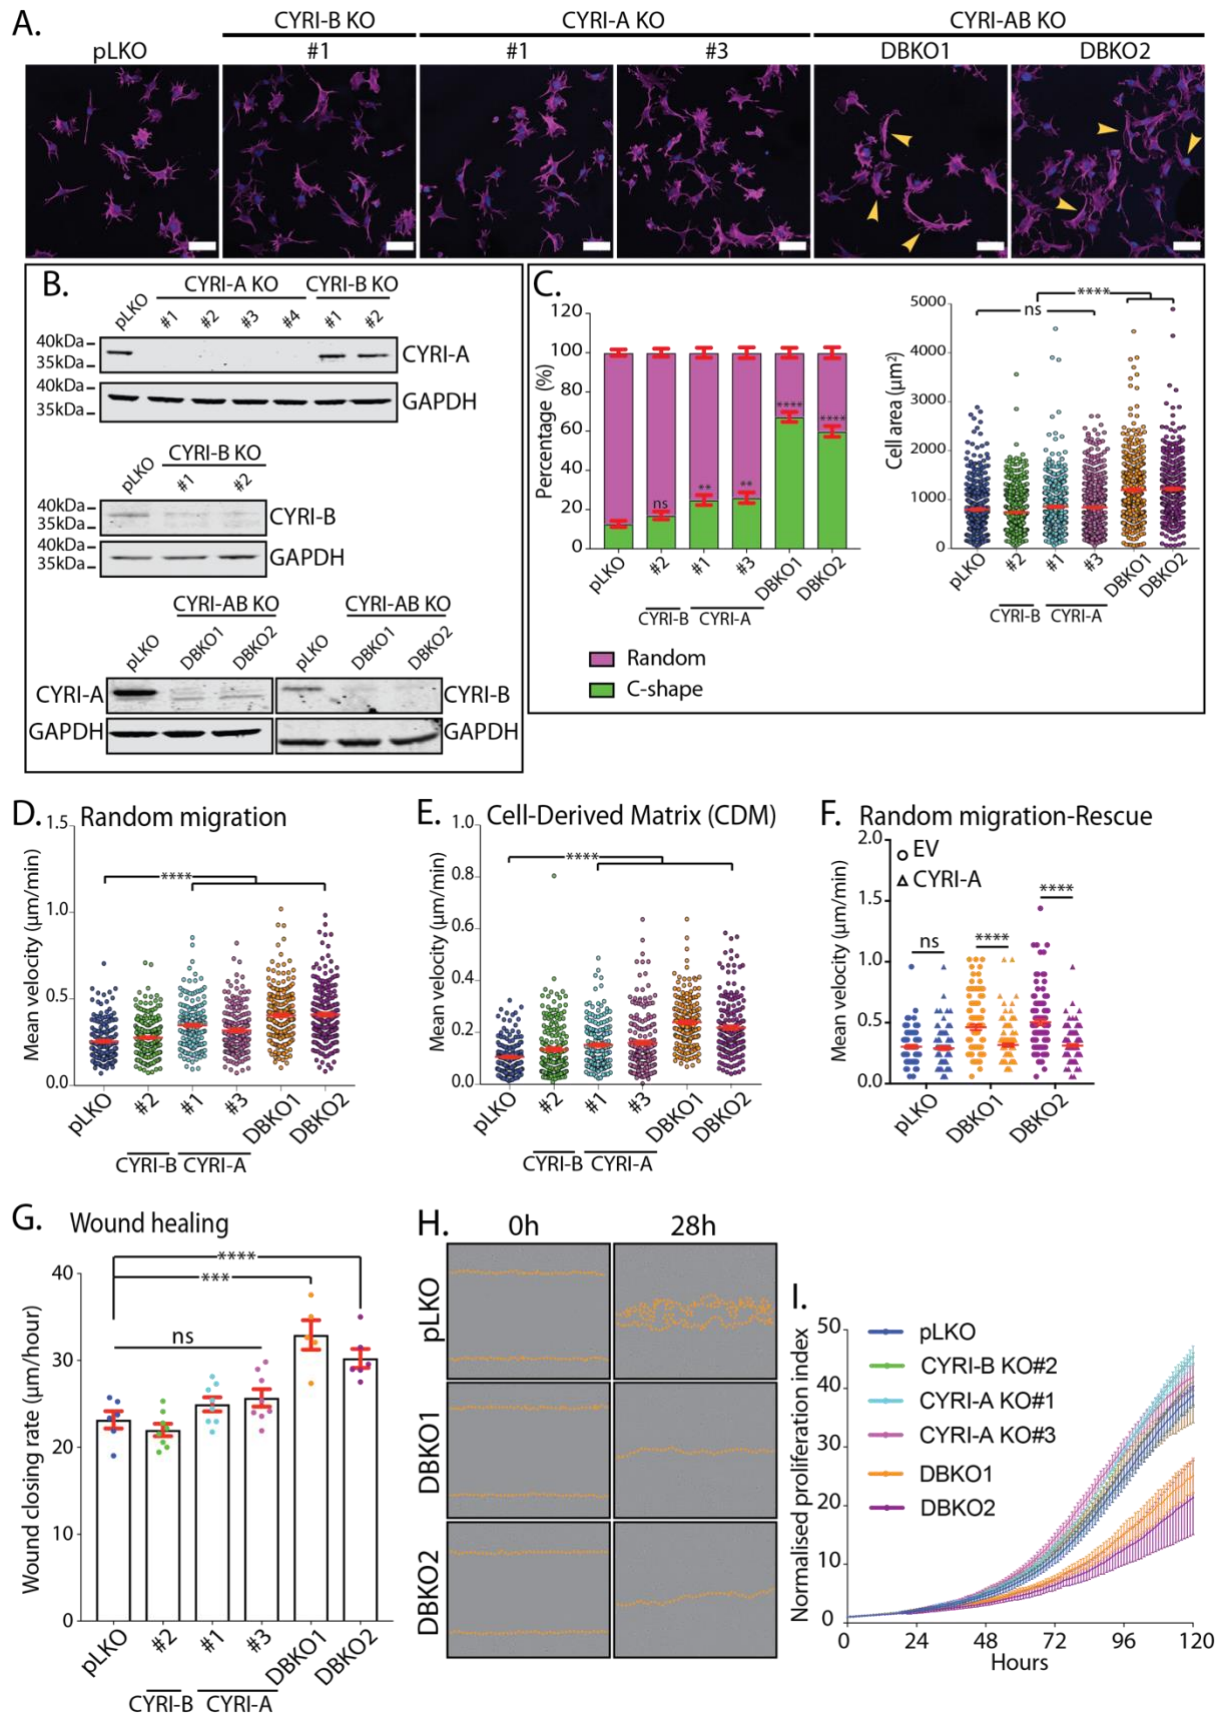 A.
CYRI-B KO CYRI-A KO CYRI-AB KO
pLKO #1 #1 #3 DBKO1 DBKO2
B.
CYRI-A KO CYRI-B KO
pLKO #1 #2 #3 #4 #1 #2
40kDa
35kDa
CYRI-A
40kDa
35kDa
GAPDH
CYRI-B KO
pLKO #1 #2
40kDa
35kDa
CYRI-B
40kDa
35kDa
GAPDH
CYRI-AB KO CYRI-AB KO
pLKO DBKO1 DBKO2 pLKO DBKO1 DBKO2
CYRI-A CYRI-B
GAPDH GAPDH
C.
Percentage (%)
120
100
80
60
40
20
0
ns ** ** **** ****
pLKO #2 #1 #3 DBKO1 DBKO2
CYRI-B CYRI-A
Random
C-shape
Cell area (µm²)
5000
4000
3000
2000
1000
0
****
ns
pLKO #2 #1 #3 DBKO1 DBKO2
CYRI-B CYRI-A
D. Random migration
Mean velocity (µm/min)
1.5
1.0
0.5
0.0
****
pLKO #2 #1 #3 DBKO1 DBKO2
CYRI-B CYRI-A
E. Cell-Derived Matrix (CDM)
Mean velocity (µm/min)
1.0
0.8
0.6
0.4
0.2
0.0
****
pLKO #2 #1 #3 DBKO1 DBKO2
CYRI-B CYRI-A
F. Random migration-Rescue
Mean velocity (µm/min)
2.0
1.5
1.0
0.5
0.0
EV
CYRI-A
ns **** ****
pLKO DBKO1 DBKO2
G. Wound healing
Wound closing rate (µm/hour)
40
30
20
10
0
****
***
ns
pLKO #2 #1 #3 DBKO1 DBKO2
CYRI-B CYRI-A
H.
0h 28h
pLKO
DBKO1
DBKO2
I.
Normalised proliferation index
50
40
30
20
10
0
pLKO
CYRI-B KO#2
CYRI-A KO#1
CYRI-A KO#3
DBKO1
DBKO2
0 24 48 72 96 120
Hours